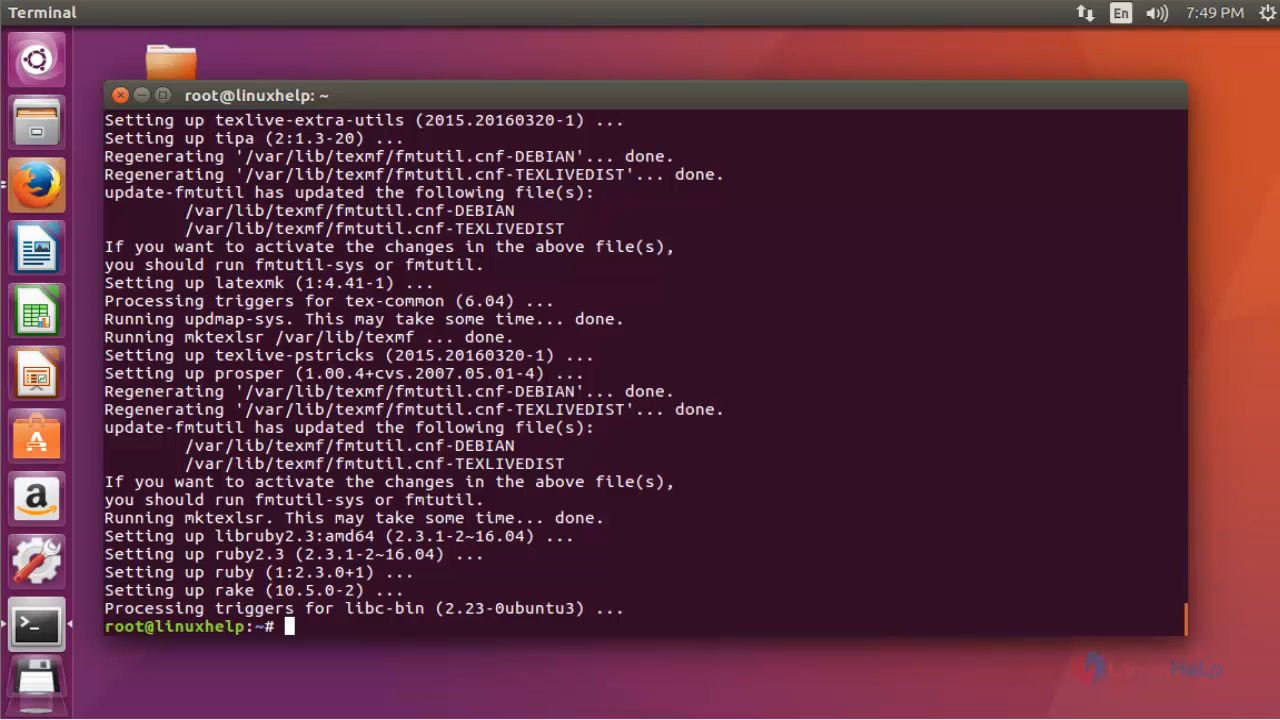 Terminal
En
7:49 PM
root@linuxhelp: ~
Setting up texlive-extra-utils (2015.20160320-1) ...
Setting up tipa (2:1.3-20) ...
Regenerating '/var/lib/texmf/fmtutil.cnf-DEBIAN'... done.
Regenerating '/var/lib/texmf/fmtutil.cnf-TEXLIVEDIST'... done.
update-fmtutil has updated the following file(s):
        /var/lib/texmf/fmtutil.cnf-DEBIAN
        /var/lib/texmf/fmtutil.cnf-TEXLIVEDIST
If you want to activate the changes in the above file(s),
you should run fmtutil-sys or fmtutil.
Setting up latexmk (1:4.41-1) ...
Processing triggers for tex-common (6.04) ...
Running updmap-sys. This may take some time... done.
Running mktexlsr /var/lib/texmf ... done.
Setting up texlive-pstricks (2015.20160320-1) ...
Setting up prosper (1.00.4+cvs.2007.05.01-4) ...
Regenerating '/var/lib/texmf/fmtutil.cnf-DEBIAN'... done.
Regenerating '/var/lib/texmf/fmtutil.cnf-TEXLIVEDIST'... done.
update-fmtutil has updated the following file(s):
        /var/lib/texmf/fmtutil.cnf-DEBIAN
        /var/lib/texmf/fmtutil.cnf-TEXLIVEDIST
If you want to activate the changes in the above file(s),
you should run fmtutil-sys or fmtutil.
Running mktexlsr. This may take some time... done.
Setting up libruby2.3:amd64 (2.3.1-2~16.04) ...
Setting up ruby2.3 (2.3.1-2~16.04) ...
Setting up ruby (1:2.3.0+1) ...
Setting up rake (10.5.0-2) ...
Processing triggers for libc-bin (2.23-0ubuntu3) ...
root@linuxhelp:~#
LinuxHelp